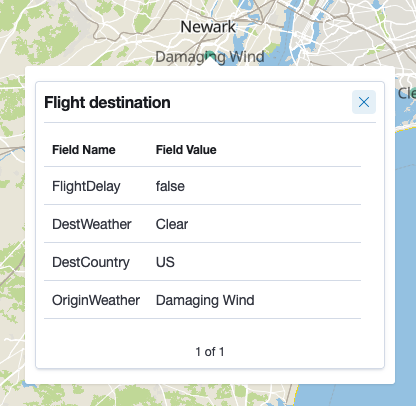 Newark
Damaging Wind
Cle
Flight destination
Field Name Field Value
FlightDelay false
DestWeather Clear
DestCountry US
OriginWeather Damaging Wind
1 of 1